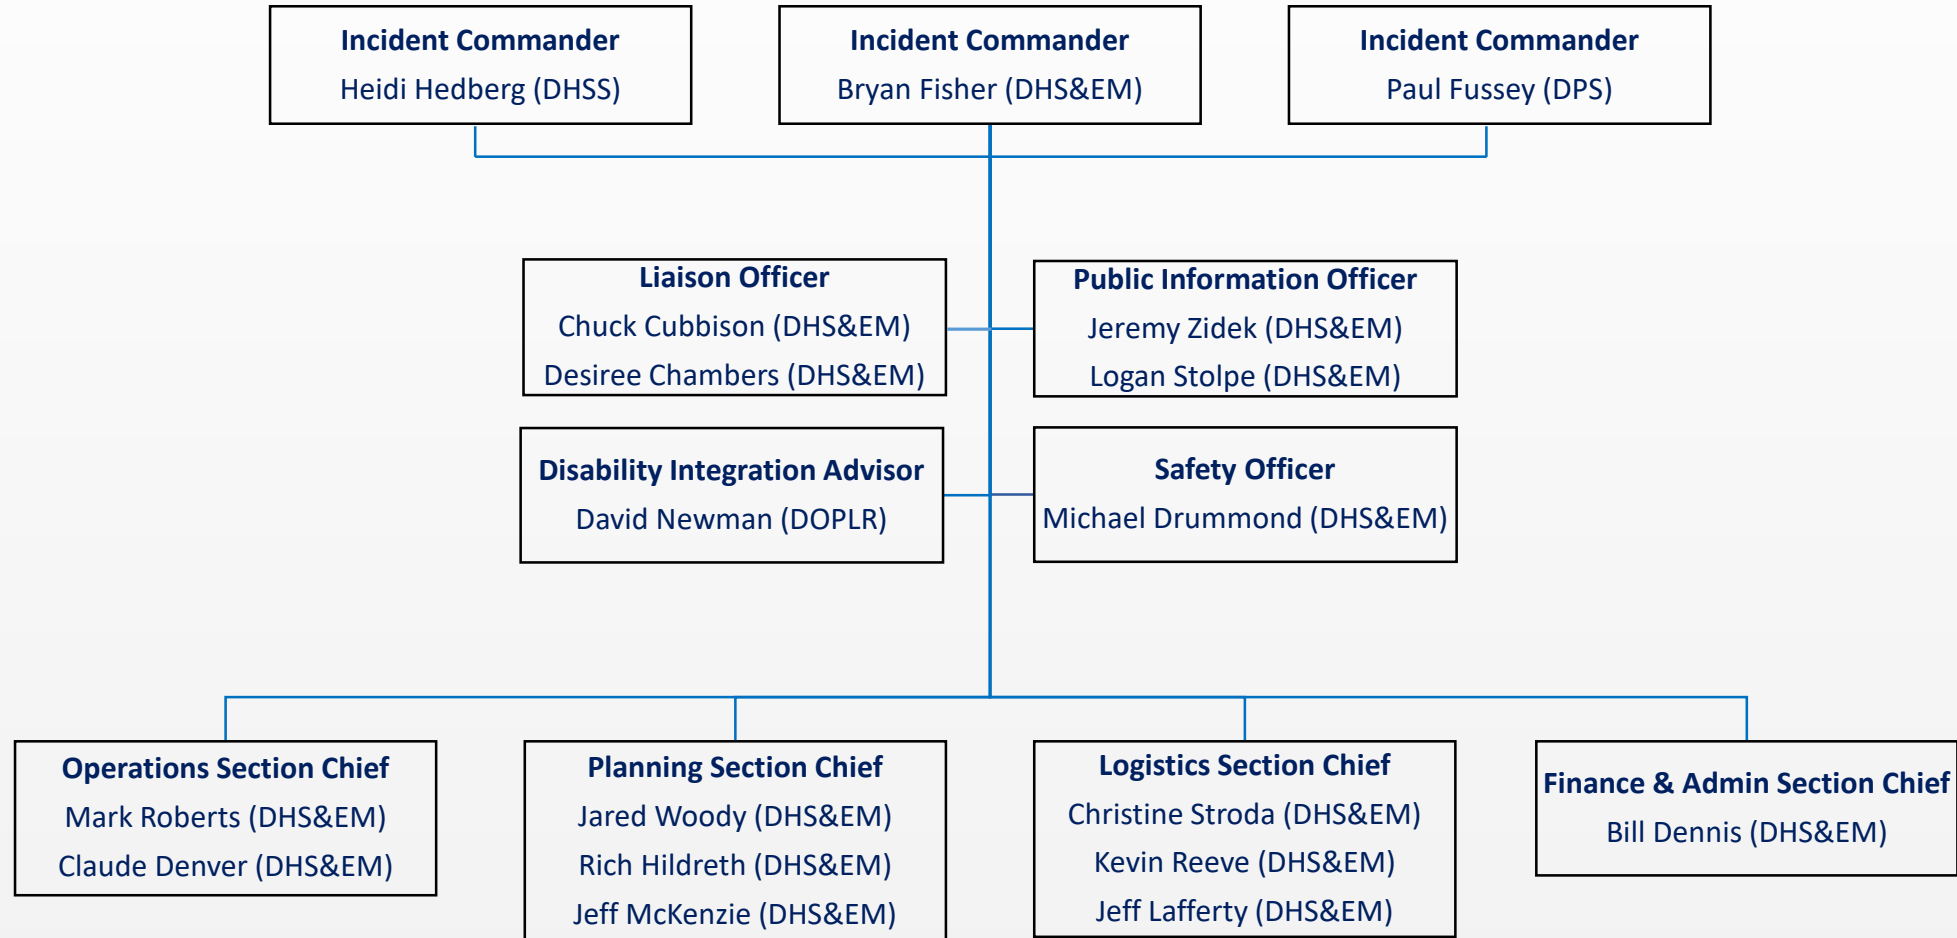 Incident Commander
Heidi Hedberg (DHSS)
Incident Commander
Bryan Fisher (DHS&EM)
Incident Commander
Paul Fussey (DPS)
Liaison Officer
Chuck Cubbison (DHS&EM)
Desiree Chambers (DHS&EM)
Public Information Officer
Jeremy Zidek (DHS&EM)
Logan Stolpe (DHS&EM)
Disability Integration Advisor
David Newman (DOPLR)
Safety Officer
Michael Drummond (DHS&EM)
Operations Section Chief
Mark Roberts (DHS&EM)
Claude Denver (DHS&EM)
Planning Section Chief
Jared Woody (DHS&EM)
Rich Hildreth (DHS&EM)
Jeff McKenzie (DHS&EM)
Logistics Section Chief
Christine Stroda (DHS&EM)
Kevin Reeve (DHS&EM)
Jeff Lafferty (DHS&EM)
Finance & Admin Section Chief
Bill Dennis (DHS&EM)